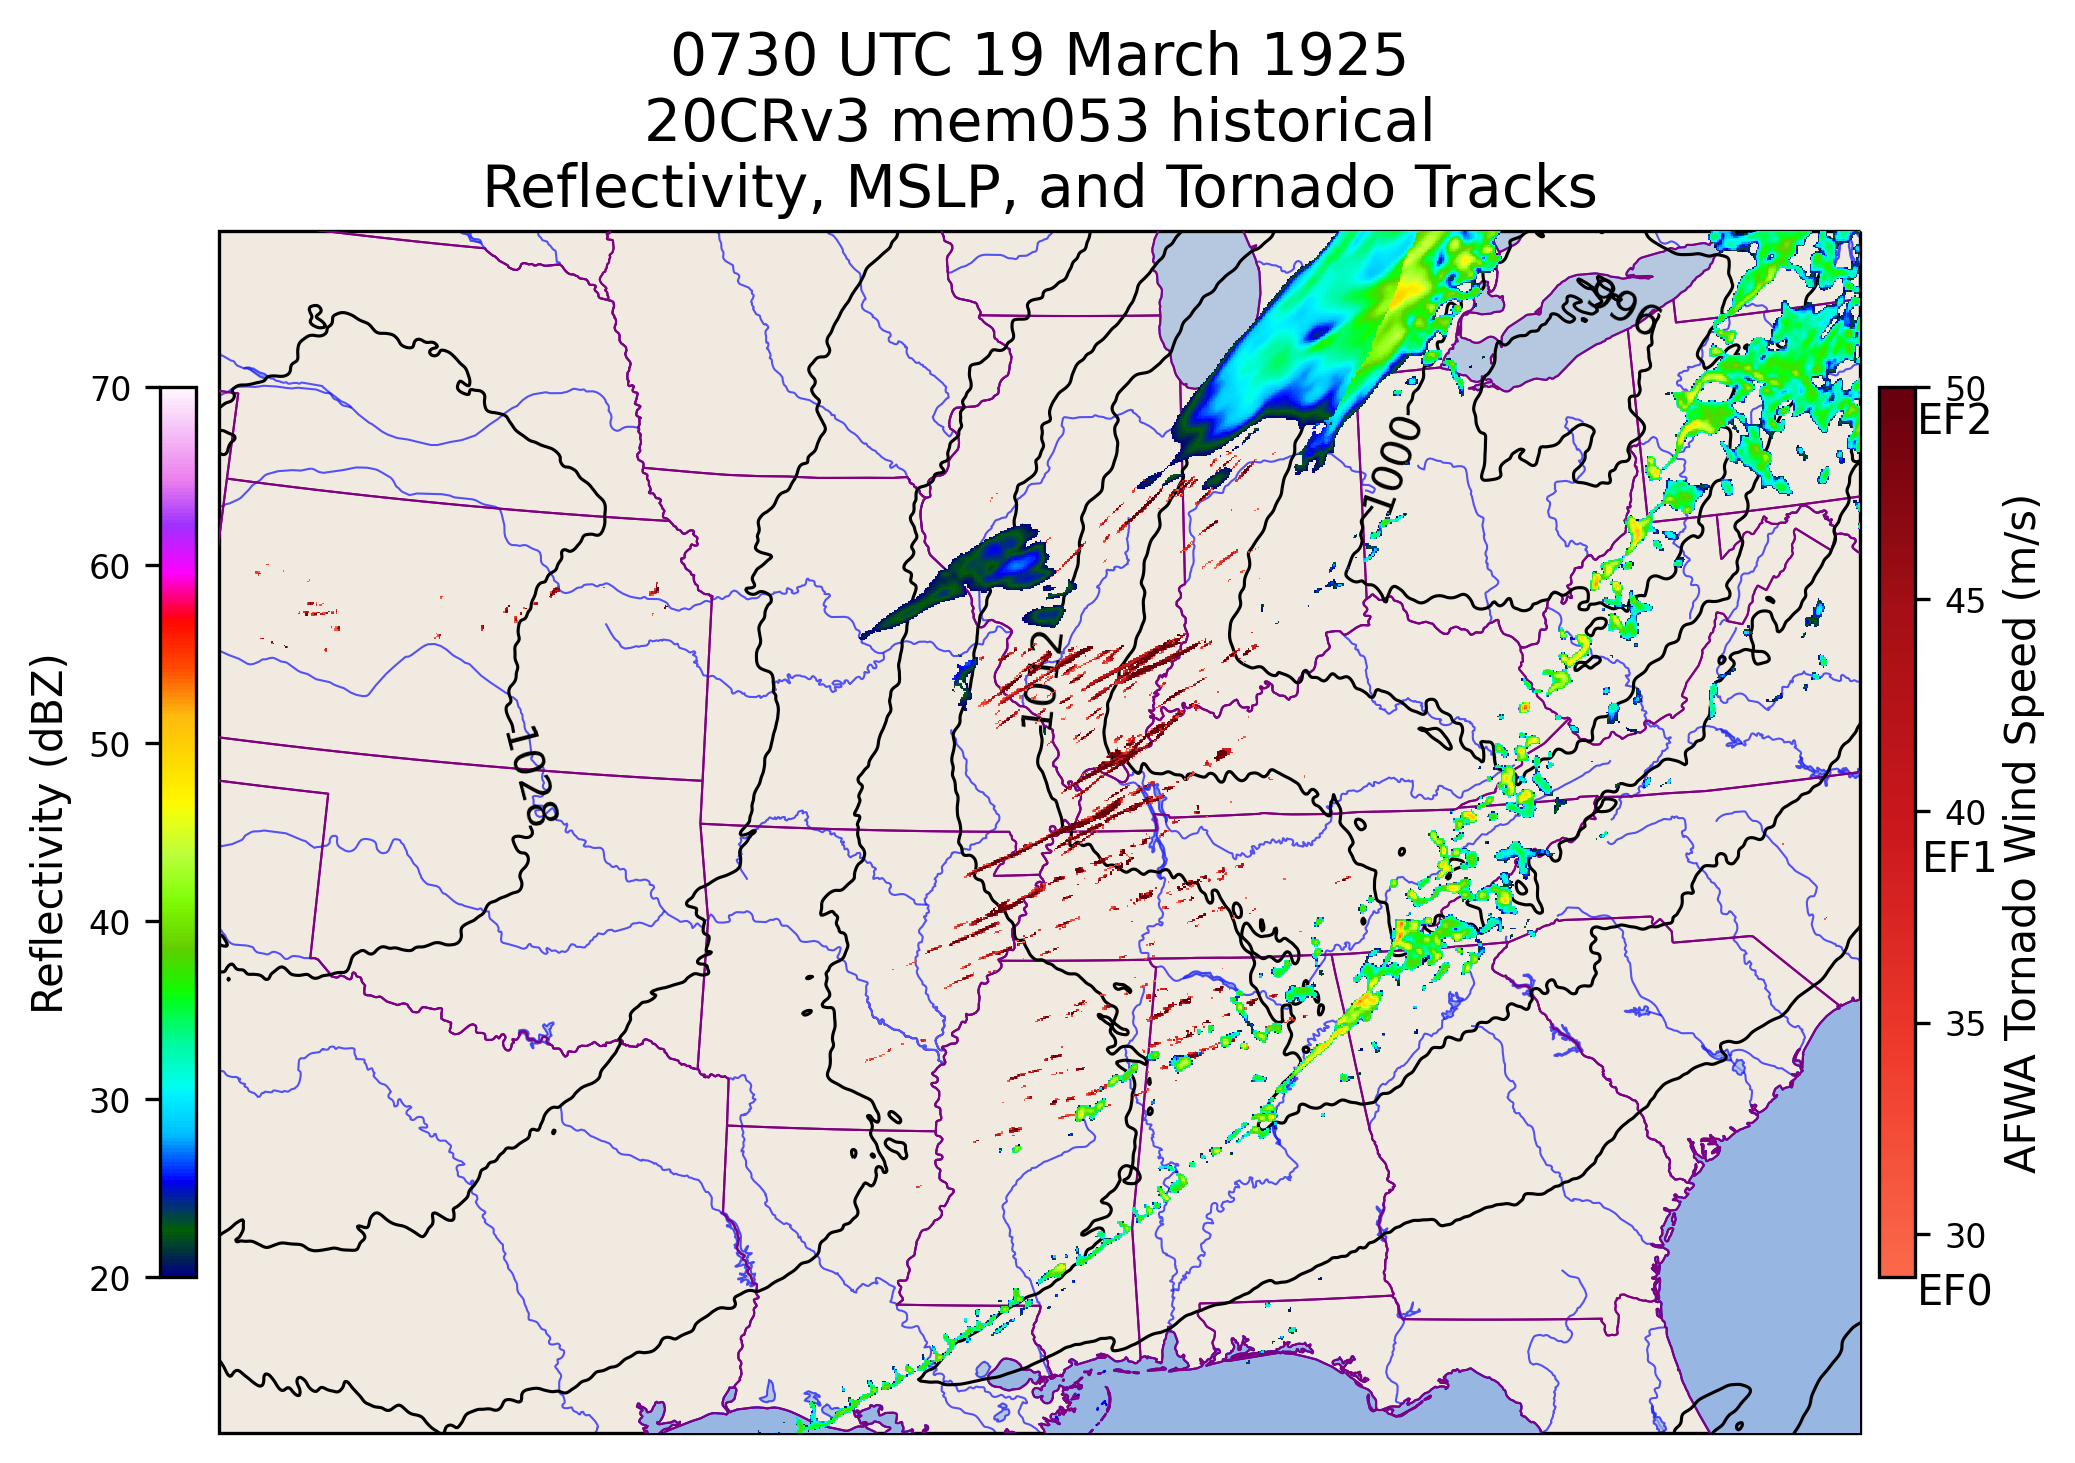 0730 UTC 19 March 1925
20CRv3 mem053 historical
Reflectivity, MSLP, and Tornado Tracks
Reflectivity (dBZ)
70
60
50
40
30
20
996
1000
1012
1028
50
EF2
45
40
EF1
35
30
EF0
AFWA Tornado Wind Speed (m/s)